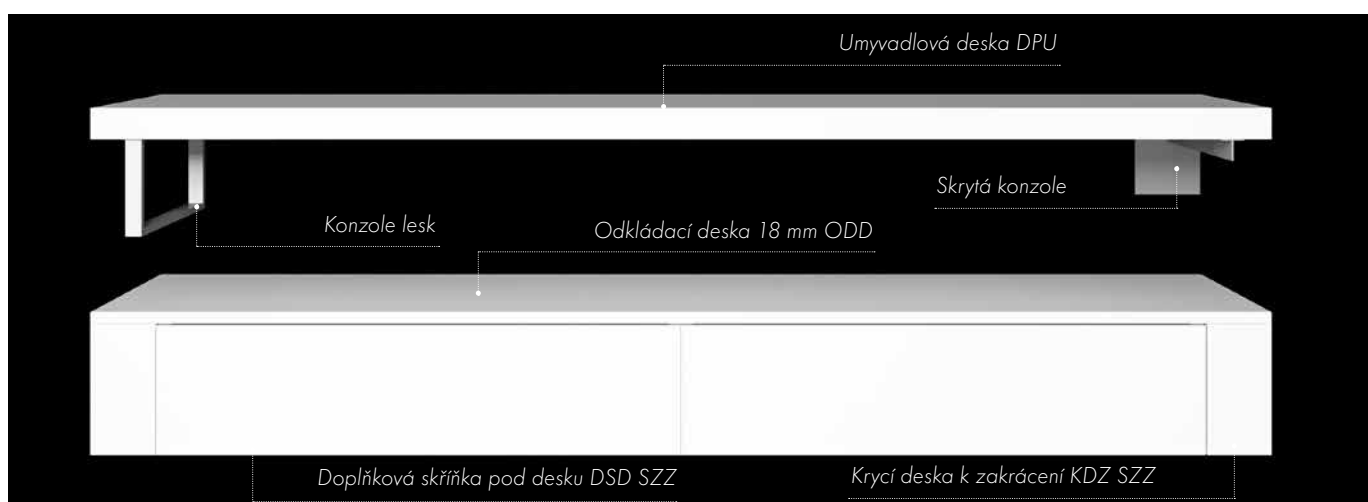 Umyvadlová deska DPU
Skrytá konzole
Konzole lesk
Odkládací deska 18 mm ODD
Doplňková skříňka pod desku DSD SZZ
Krycí deska k zakrácení KDZ SZZ